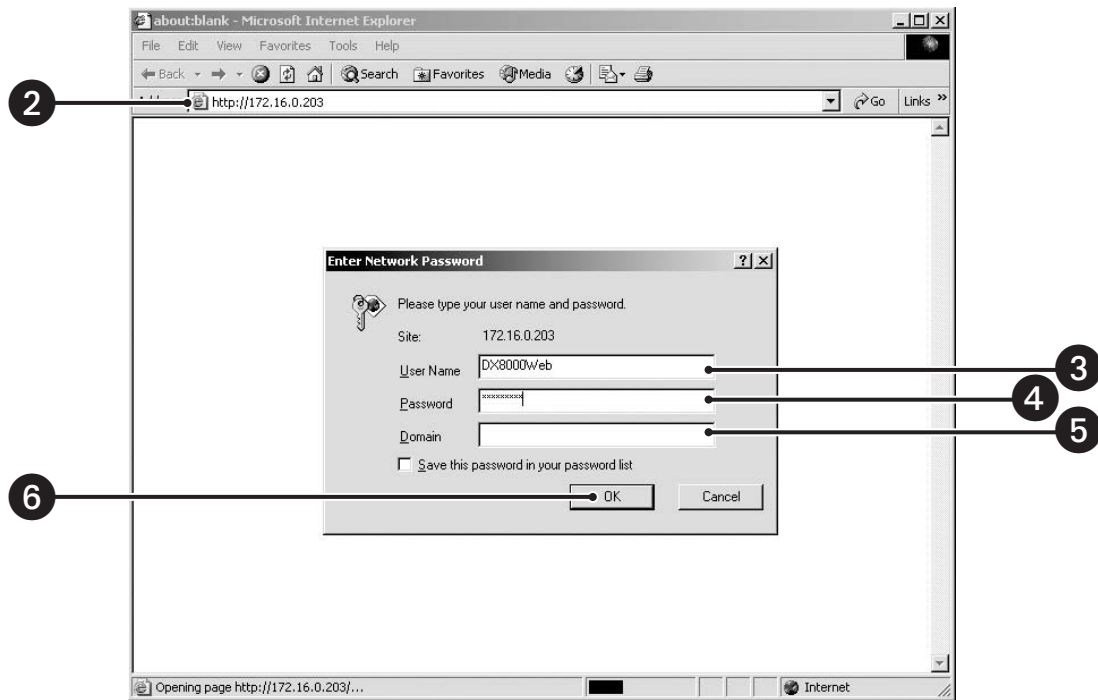 about:blank - Microsoft Internet Explorer
File Edit View Favorites Tools Help
Back Search Favorites Media
2
http://172.16.0.203
Go Links »
Enter Network Password
Please type your user name and password.
Site: 172.16.0.203
User Name DX8000Web
3
Password xxxxxxxxx
4
Domain
5
Save this password in your password list
6
OK Cancel
Opening page http://172.16.0.203/...
Internet